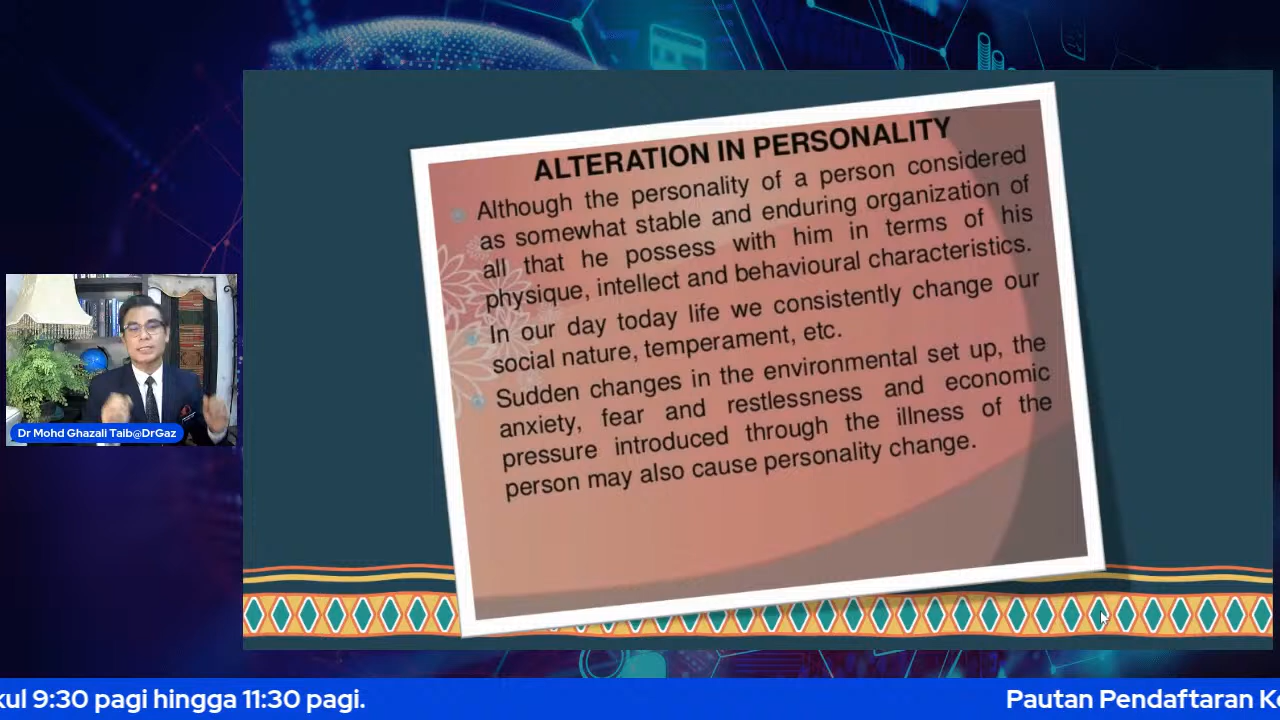 ALTERATION IN PERSONALITY
Although the personality of a person considered
as somewhat stable and enduring organization of
all that he possess with him in terms of his
physique, intellect and behavioural characteristics.
In our day today life we consistently change our
social nature, temperament, etc.
Sudden changes in the environmental set up, the
anxiety, fear and restlessness and economic
pressure introduced through the illness of the
person may also cause personality change.
Dr Mohd Ghazali Taib@DrGaz
kul 9:30 pagi hingga 11:30 pagi.
Pautan Pendaftaran Ke